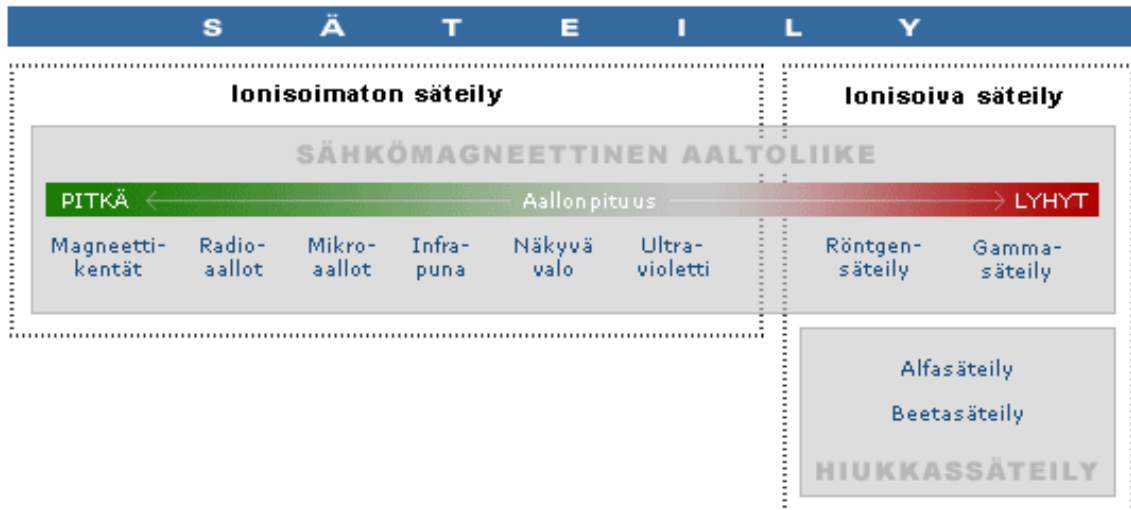 S Ä T E I L Y
Ionisoimaton säteily
Ionisoiva säteily
SÄHKÖMAGNEETTINEN AALTOLIIKE
PITKÄ Aallonpituus LYHYT
Magneetti-
kentät
Radio-
aallot
Mikro-
aallot
Infra-
puna
Näkyvä
valo
Ultra-
violetti
Röntgen-
säteily
Gamma-
säteily
Alfasäteily
Beetasäteily
HIUKKASSÄTEILY